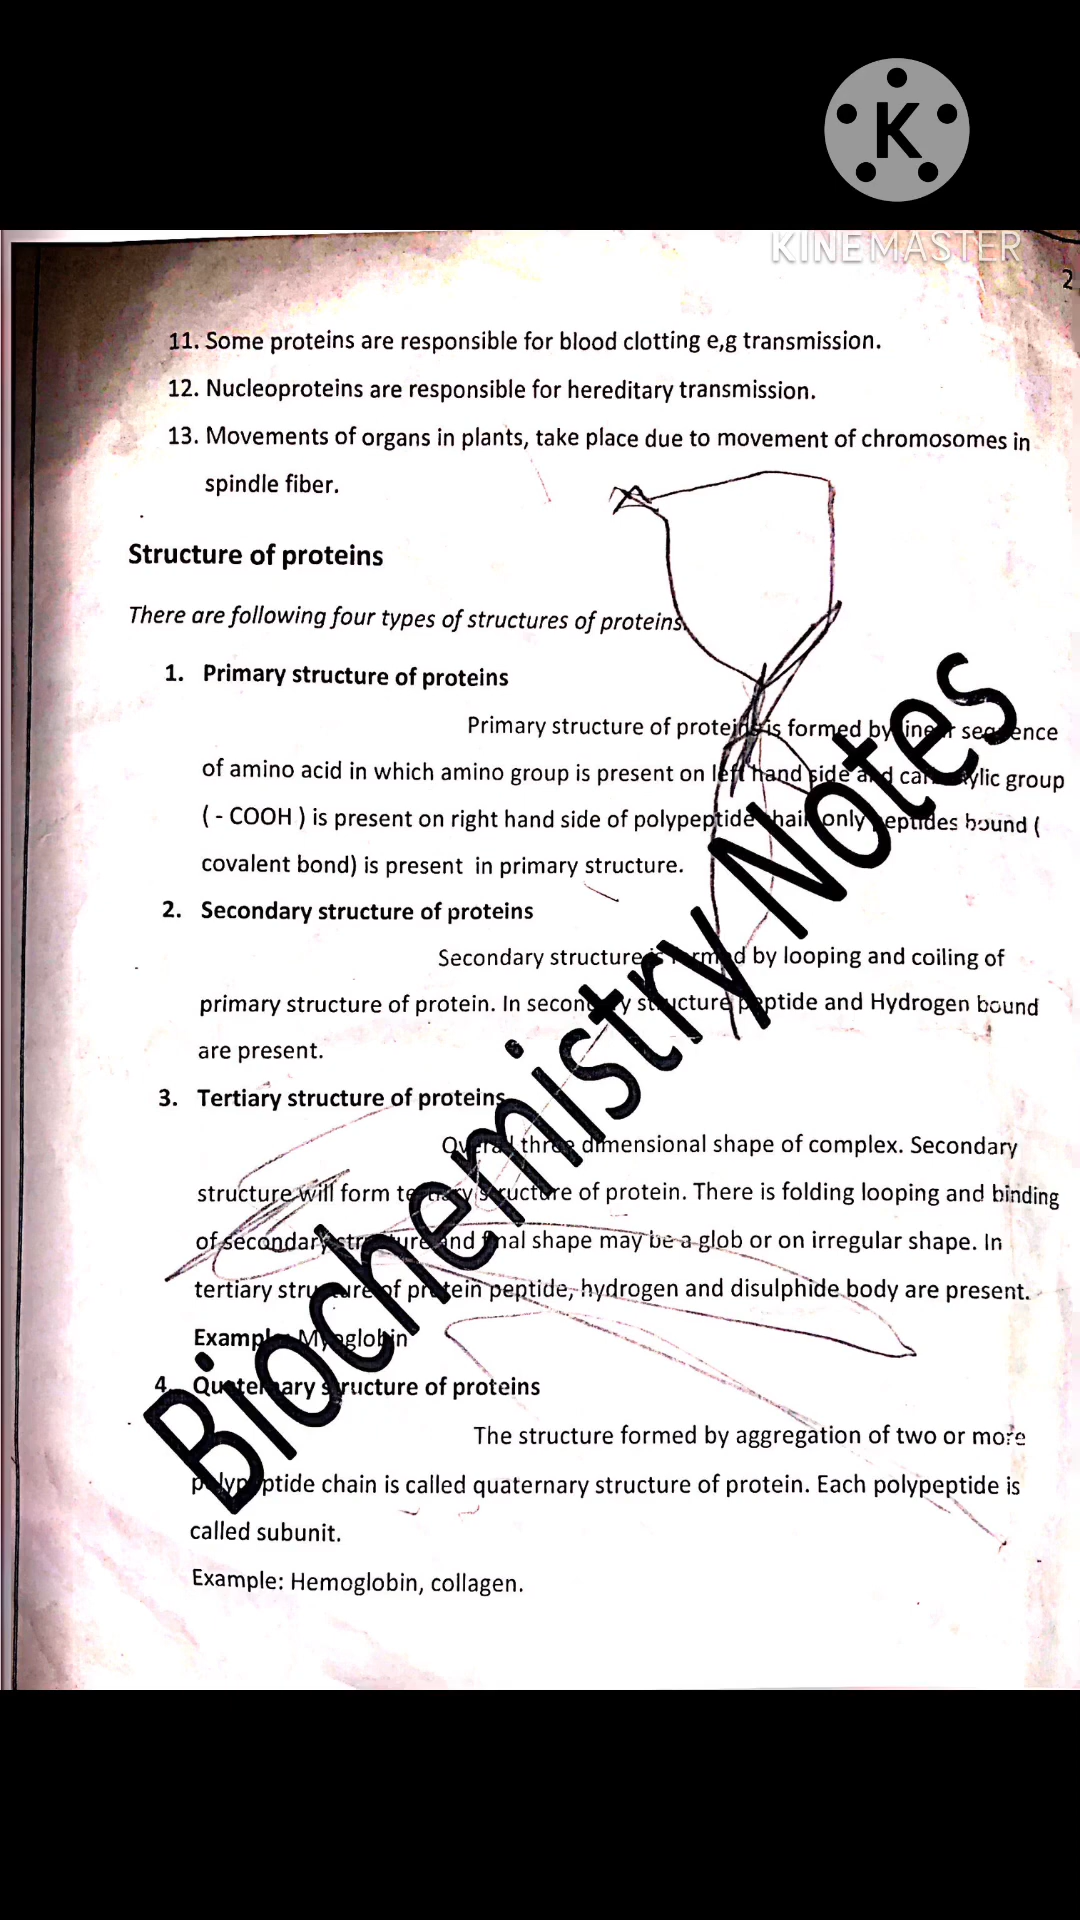 K
KINEMASTER
2
11. Some proteins are responsible for blood clotting e,g transmission.
12. Nucleoproteins are responsible for hereditary transmission.
13. Movements of organs in plants, take place due to movement of chromosomes in
spindle fiber.
Structure of proteins
There are following four types of structures of proteins.
1. Primary structure of proteins
Primary structure of proteins is formed by linear sequence
of amino acid in which amino group is present on left hand side and carboxylic group
( - COOH ) is present on right hand side of polypeptide chain only peptides bound (
covalent bond) is present in primary structure.
2. Secondary structure of proteins
Secondary structure is formed by looping and coiling of
primary structure of protein. In secondary structure peptide and Hydrogen bound
are present.
3. Tertiary structure of proteins
Overall three dimensional shape of complex. Secondary
structure will form tertiary structure of protein. There is folding looping and binding
of secondary structure and final shape may be a glob or on irregular shape. In
tertiary structure of protein peptide, hydrogen and disulphide body are present.
Example: Myoglobin
4. Quaternary structure of proteins
The structure formed by aggregation of two or more
polypeptide chain is called quaternary structure of protein. Each polypeptide is
called subunit.
Example: Hemoglobin, collagen.
Biochemistry Notes